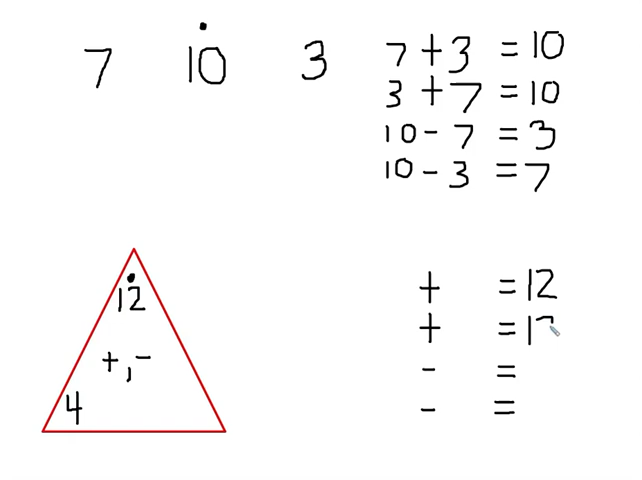 7 10 3
7 + 3 = 10
3 + 7 = 10
10 - 7 = 3
10 - 3 = 7
12
+, -
4
+ = 12
+ = 1
- =
- =